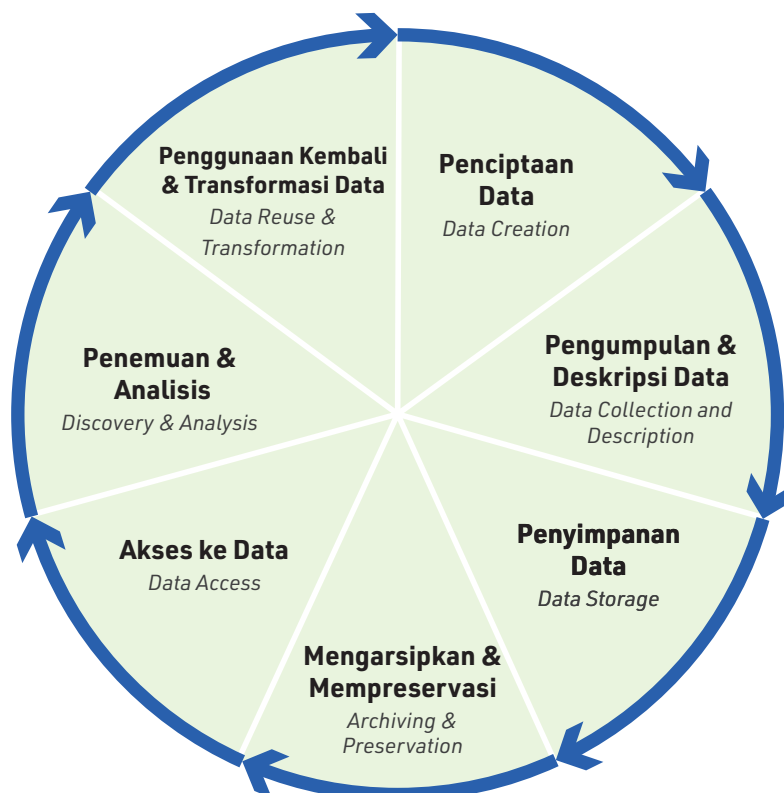 Penciptaan
Data
Data Creation
Pengumpulan &
Deskripsi Data
Data Collection and
Description
Penyimpanan
Data
Data Storage
Mengarsipkan &
Mempreservasi
Archiving &
Preservation
Akses ke Data
Data Access
Penemuan &
Analisis
Discovery & Analysis
Penggunaan Kembali
& Transformasi Data
Data Reuse &
Transformation